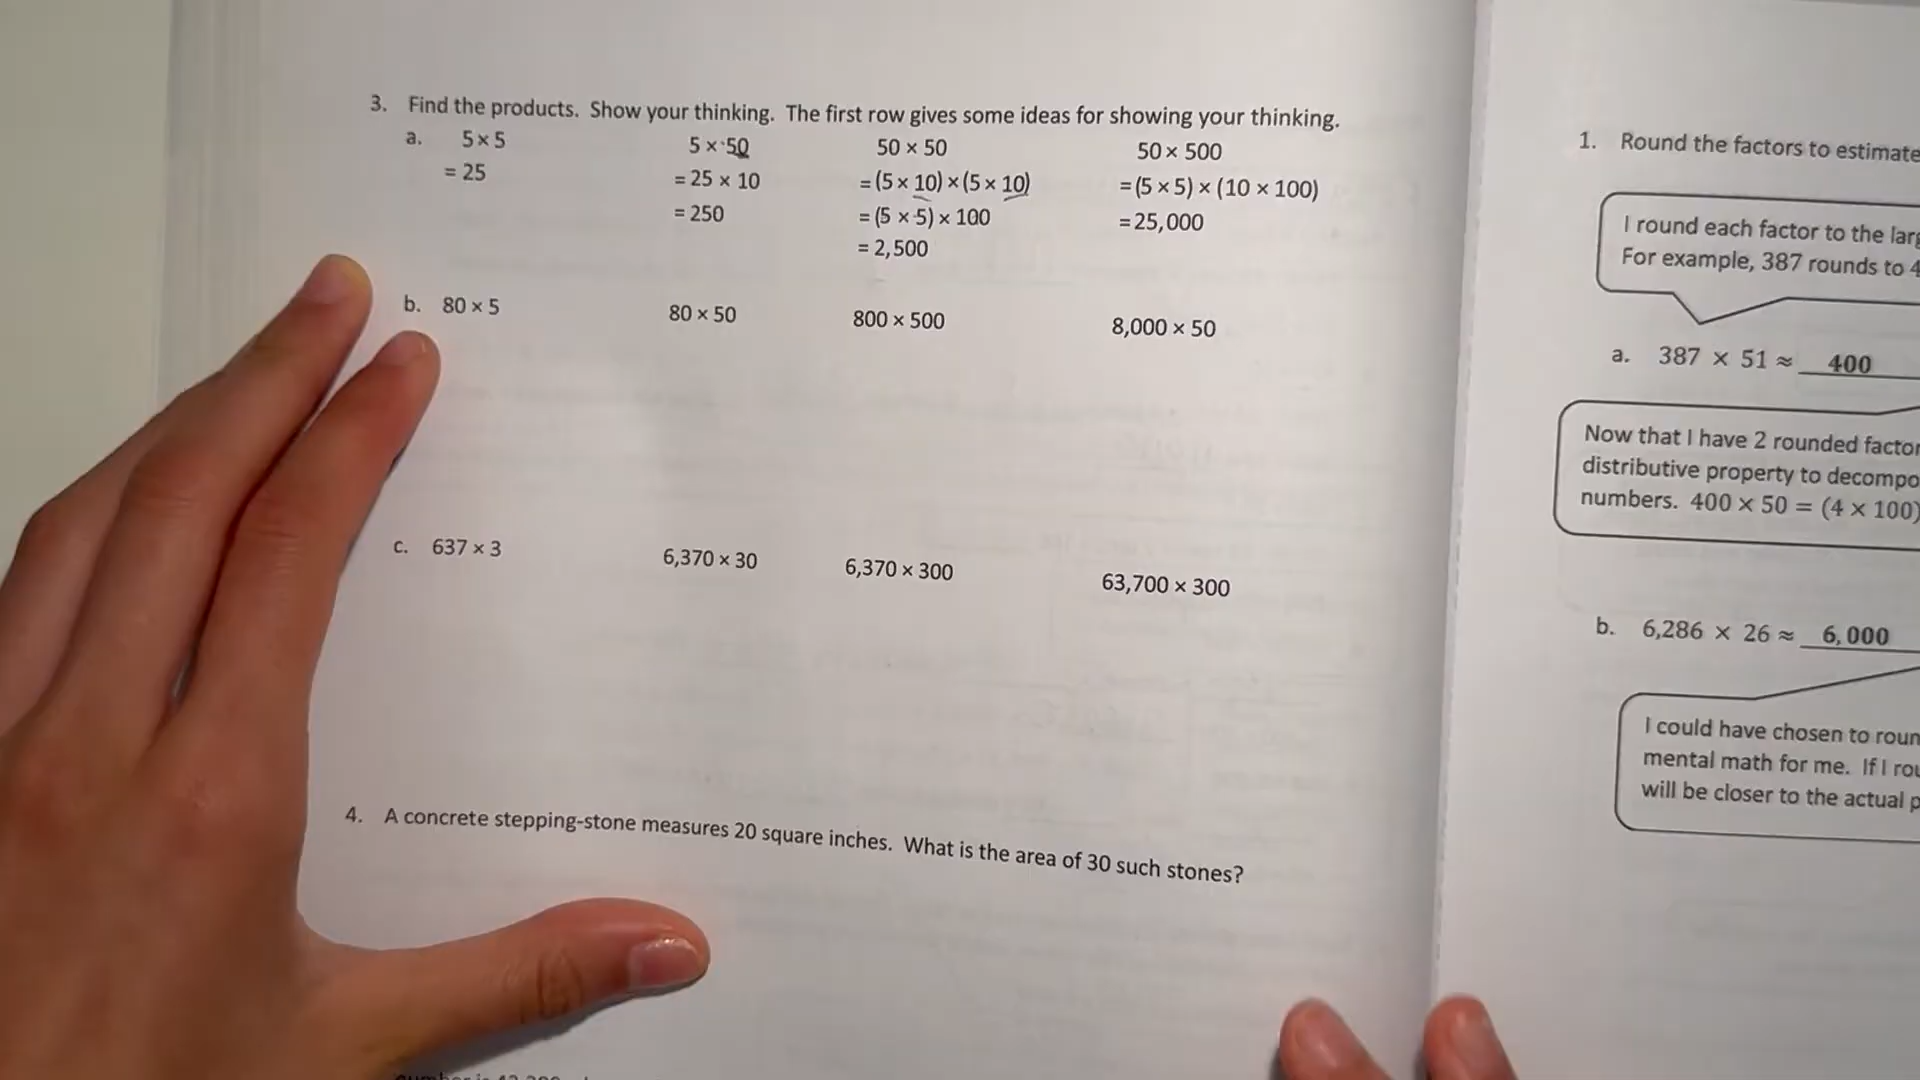 3. Find the products. Show your thinking. The first row gives some ideas for showing your thinking.
a. 5 × 5
= 25
5 × 50
= 25 × 10
= 250
50 × 50
= (5 × 10) × (5 × 10)
= (5 × 5) × 100
= 2,500
50 × 500
= (5 × 5) × (10 × 100)
= 25,000
b. 80 × 5
80 × 50
800 × 500
8,000 × 50
c. 637 × 3
6,370 × 30
6,370 × 300
63,700 × 300
4. A concrete stepping-stone measures 20 square inches. What is the area of 30 such stones?
1. Round the factors to estimate
I round each factor to the
For example, 387 rounds to
a. 387 × 51 ≈ 400
Now that I have 2 rounded
distributive property to
numbers. 400 × 50 = (4 × 100)
b. 6,286 × 26 ≈ 6,000
I could have chosen to
mental math for me. If I
will be closer to the actual